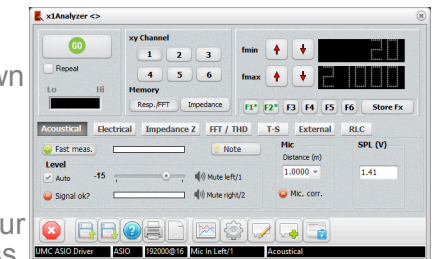 x1Analyzer <>
GO
Repeat
Lo Hi
xy Channel
1 2 3
4 5 6
Memory
Resp./FFT Impedance
fmin 20
fmax 21000
F1* F2* F3 F4 F5 F6 Store Fx
Acoustical Electrical Impedance Z FFT / THD T-S External RLC
Fast meas.
Note
Level
Auto -15 Mute left/1
Signal ok? Mute right/2
Mic
Distance (m)
1.0000
Mic. corr.
SPL (V)
1.41
UMC ASIO Driver ASIO 192000@16 Mic In Left/1 Acoustical
wn
ur